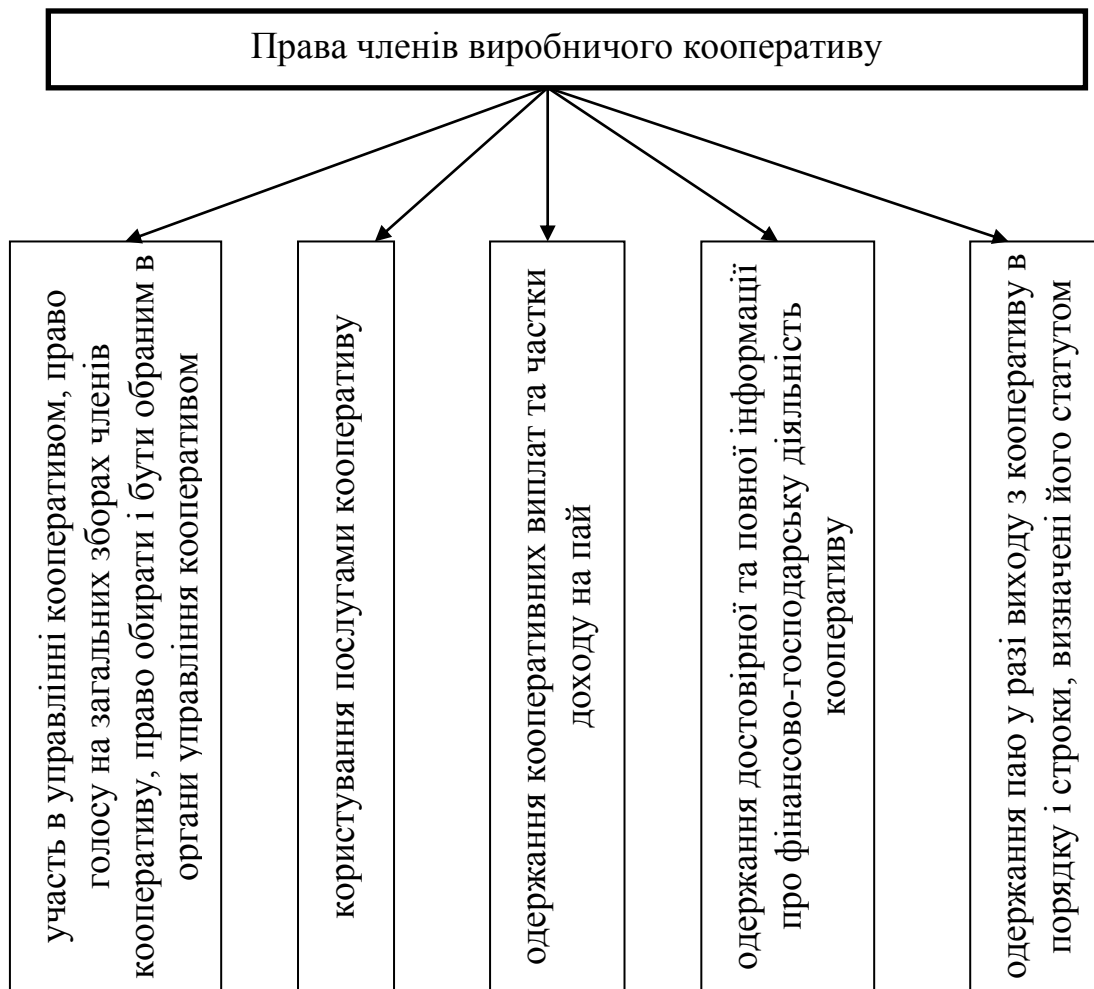 Права членів виробничого кооперативу
участь в управлінні кооперативом, право
голосу на загальних зборах членів
кооперативу, право обирати і бути обраним в
органи управління кооперативом
користування послугами кооперативу
одержання кооперативних виплат та частки
доходу на пай
одержання достовірної та повної інформації
про фінансово-господарську діяльність
кооперативу
одержання паю у разі виходу з кооперативу в
порядку і строки, визначені його статутом